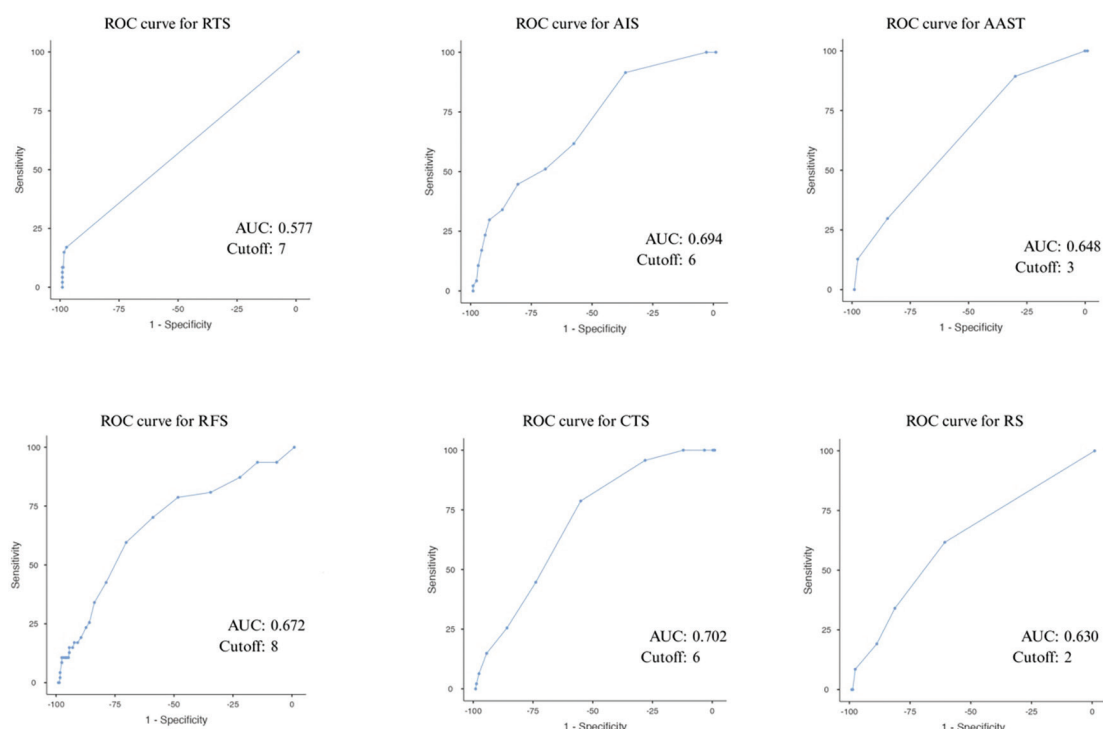 ROC curve for RTS
100
75
50
25
0
Sensitivity
-100 -75 -50 -25 0
1 - Specificity
AUC: 0.577
Cutoff: 7
ROC curve for AIS
100
75
50
25
0
Sensitivity
-100 -75 -50 -25 0
1 - Specificity
AUC: 0.694
Cutoff: 6
ROC curve for AAST
100
75
50
25
0
Sensitivity
-100 -75 -50 -25 0
1 - Specificity
AUC: 0.648
Cutoff: 3
ROC curve for RFS
100
75
50
25
0
Sensitivity
-100 -75 -50 -25 0
1 - Specificity
AUC: 0.672
Cutoff: 8
ROC curve for CTS
100
75
50
25
0
Sensitivity
-100 -75 -50 -25 0
1 - Specificity
AUC: 0.702
Cutoff: 6
ROC curve for RS
100
75
50
25
0
Sensitivity
-100 -75 -50 -25 0
1 - Specificity
AUC: 0.630
Cutoff: 2